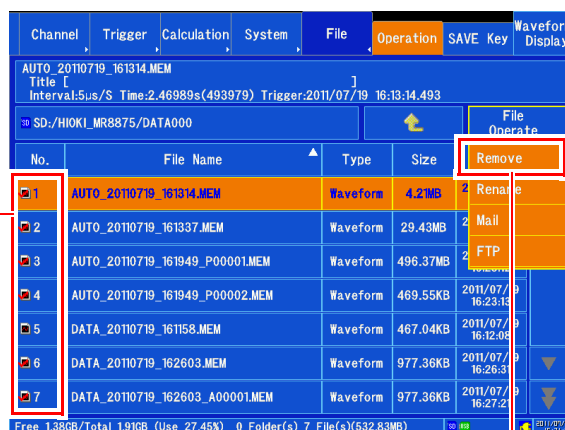 Channel Trigger Calculation System File Operation SAVE Key Waveform Display
AUTO_20110719_161314.MEM
Title [ ]
Interval:5µs/S Time:2.46989s(493979) Trigger:2011/07/19 16:13:14.493
SD:/HIOKI_MR8875/DATA000
File Operate
No. File Name Type Size
Remove
1 AUTO_20110719_161314.MEM Waveform 4.21MB
Rename
2 AUTO_20110719_161337.MEM Waveform 29.43MB
Mail
3 AUTO_20110719_161949_P00001.MEM Waveform 496.37MB
FTP
4 AUTO_20110719_161949_P00002.MEM Waveform 469.55KB 2011/07/19 16:23:13
5 DATA_20110719_161158.MEM Waveform 467.04KB 2011/07/19 16:12:08
6 DATA_20110719_162603.MEM Waveform 977.36KB 2011/07/19 16:26:31
7 DATA_20110719_162603_A00001.MEM Waveform 977.36KB 2011/07/19 16:27:21
Free 1.38GB/Total 1.91GB (Use 27.45%) 0 Folder(s) 7 File(s)(532.83MB)